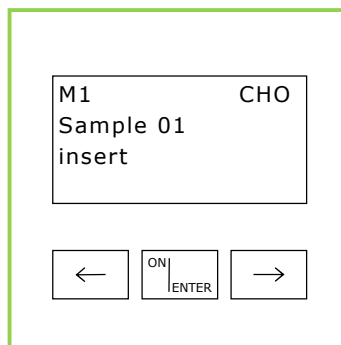 M1 CHO
Sample 01
insert
← ON ENTER →